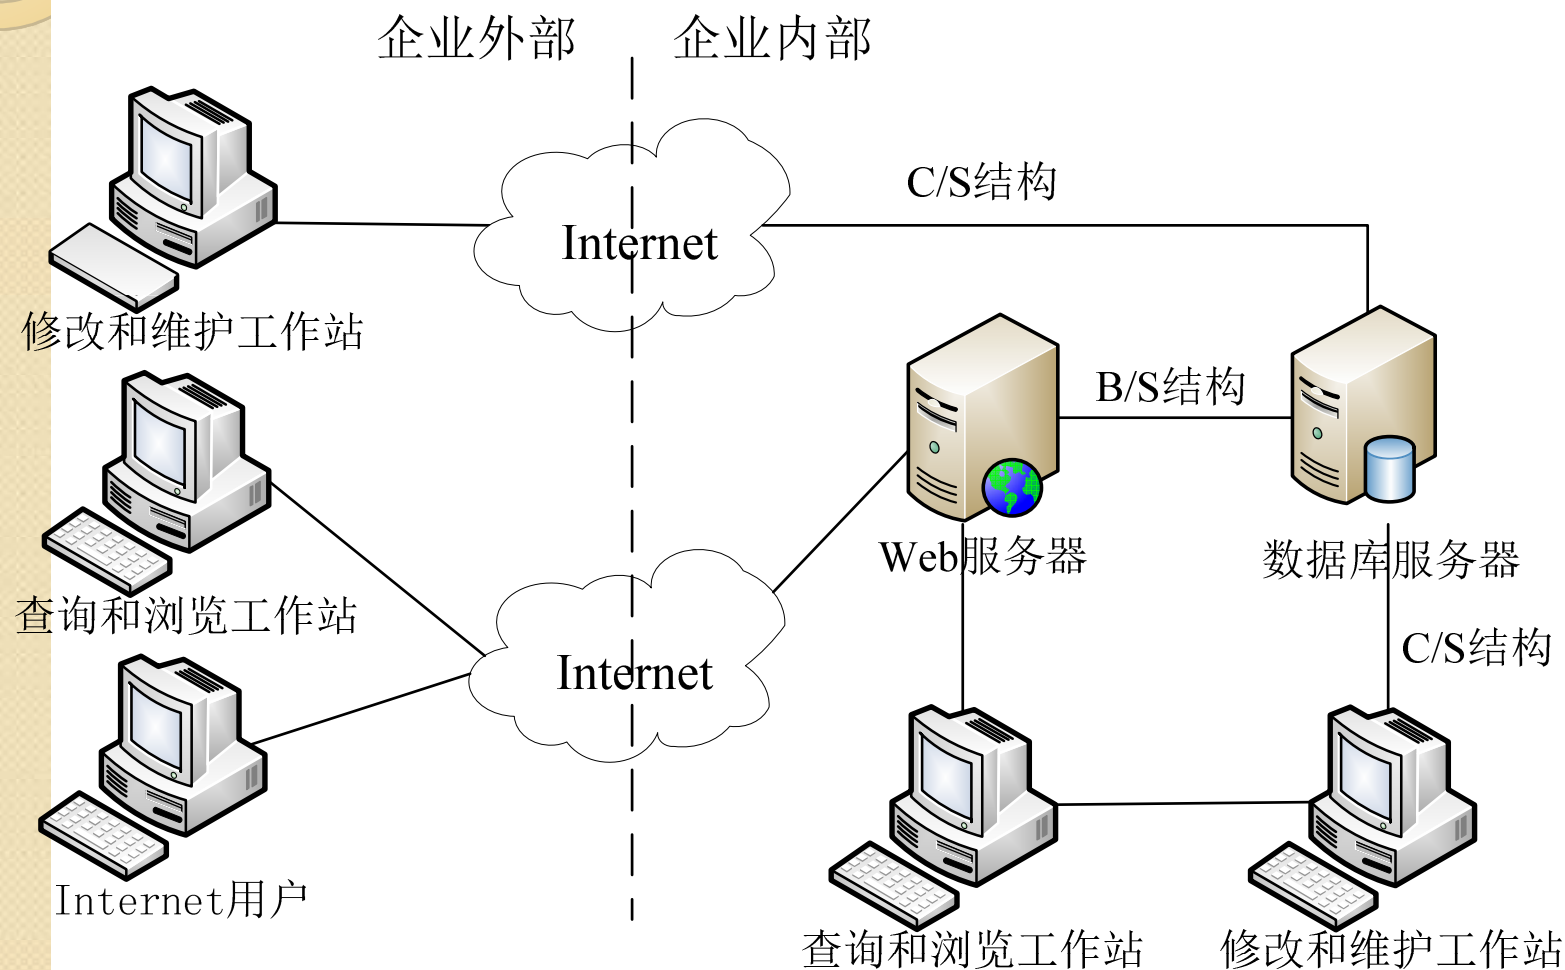 企业外部
企业内部
C/S结构
Internet
修改和维护工作站
B/S结构
Web服务器
数据库服务器
查询和浏览工作站
C/S结构
Internet
Internet用户
查询和浏览工作站
修改和维护工作站